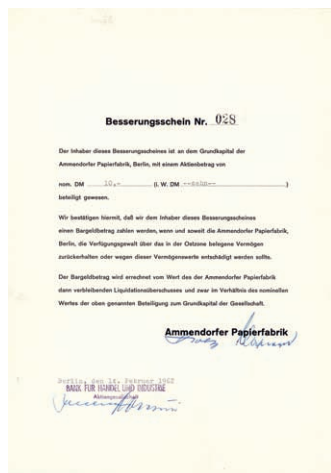 Besserungsschein Nr. 028
Der Inhaber dieses Besserungsscheines ist an dem Grundkapital der
Ammendorfer Papierfabrik, Berlin, mit einem Aktienbetrag von
nom. DM 10,- (i. W. DM --zehn-- )
beteiligt gewesen.
Wir bestätigen hiermit, daß wir dem Inhaber dieses Besserungsscheines
einen Bargeldbetrag zahlen werden, wenn und soweit die Ammendorfer Papierfabrik,
Berlin, die Verfügungsgewalt über das in der Ostzone belegene Vermögen
zurückerhalten oder wegen dieser Vermögenswerte entschädigt werden sollte.
Der Bargeldbetrag wird errechnet vom Wert des der Ammendorfer Papierfabrik
dann verbleibenden Liquidationsüberschusses und zwar im Verhältnis des nominellen
Wertes der oben genannten Beteiligung zum Grundkapital der Gesellschaft.
Ammendorfer Papierfabrik
Berlin, den 14. Februar 1962
BANK FÜR HANDEL UND INDUSTRIE
Aktiengesellschaft